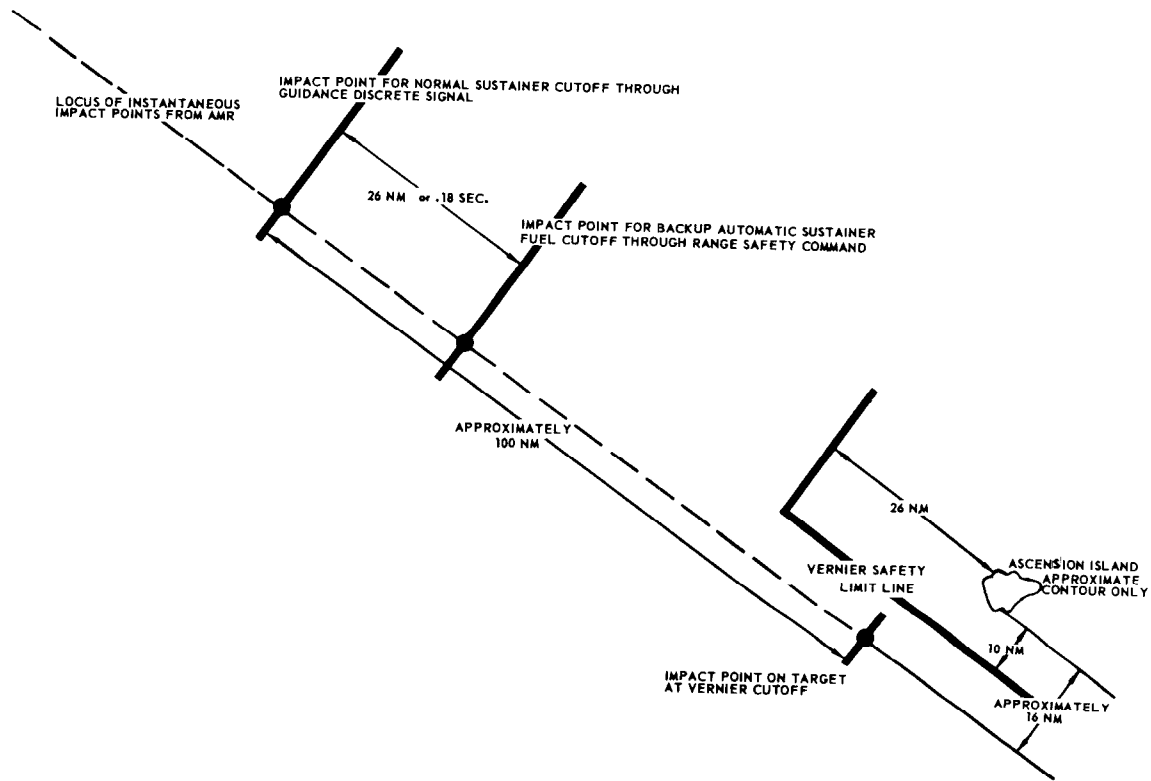 IMPACT POINT FOR NORMAL SUSTAINER CUTOFF THROUGH
GUIDANCE DISCRETE SIGNAL
LOCUS OF INSTANTANEOUS
IMPACT POINTS FROM AMR
26 NM or .18 SEC.
IMPACT POINT FOR BACKUP AUTOMATIC SUSTAINER
FUEL CUTOFF THROUGH RANGE SAFETY COMMAND
APPROXIMATELY
100 NM
26 NM
VERNIER SAFETY
LIMIT LINE
ASCENSION ISLAND
APPROXIMATE
CONTOUR ONLY
10 NM
IMPACT POINT ON TARGET
AT VERNIER CUTOFF
APPROXIMATELY
16 NM